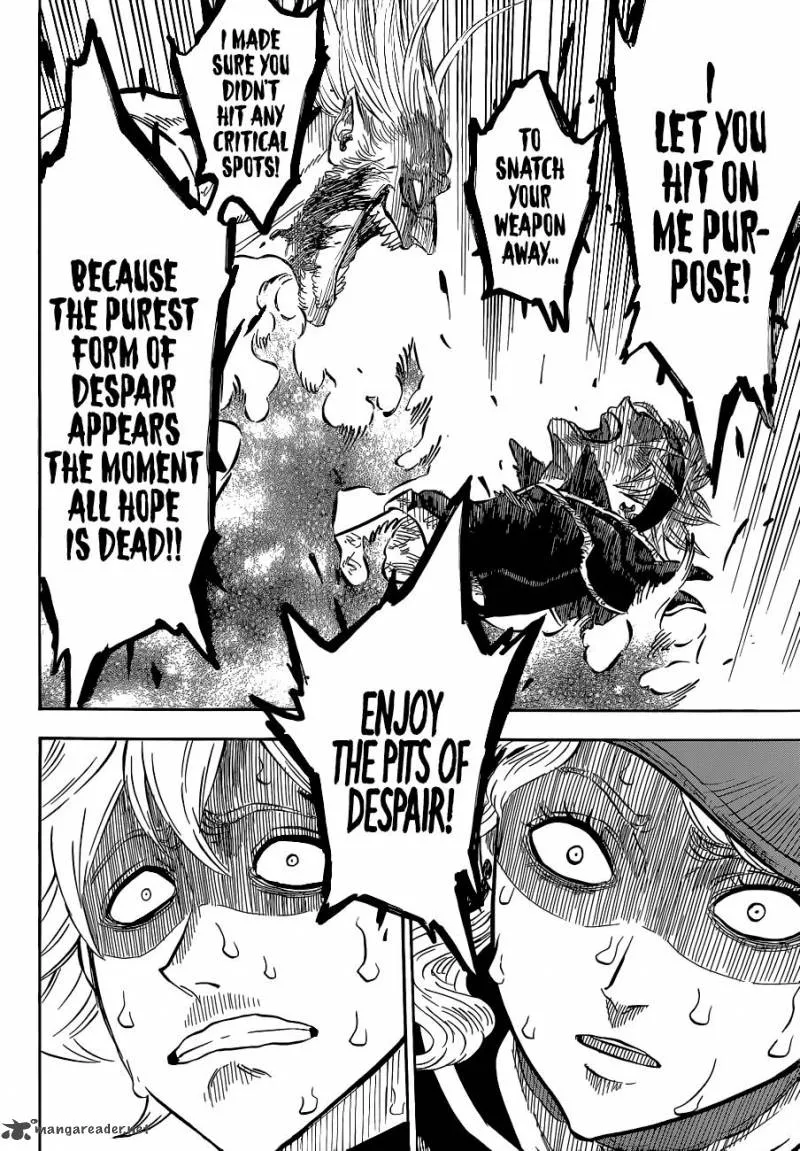 I
LET YOU
HIT ON
ME PUR-
POSE!
TO
SNATCH
YOUR
WEAPON
AWAY...
I MADE
SURE YOU
DIDN'T
HIT ANY
CRITICAL
SPOTS!
BECAUSE
THE PUREST
FORM OF
DESPAIR
APPEARS
THE MOMENT
ALL HOPE
IS DEAD!!
ENJOY
THE PITS OF
DESPAIR!
mangareader.net